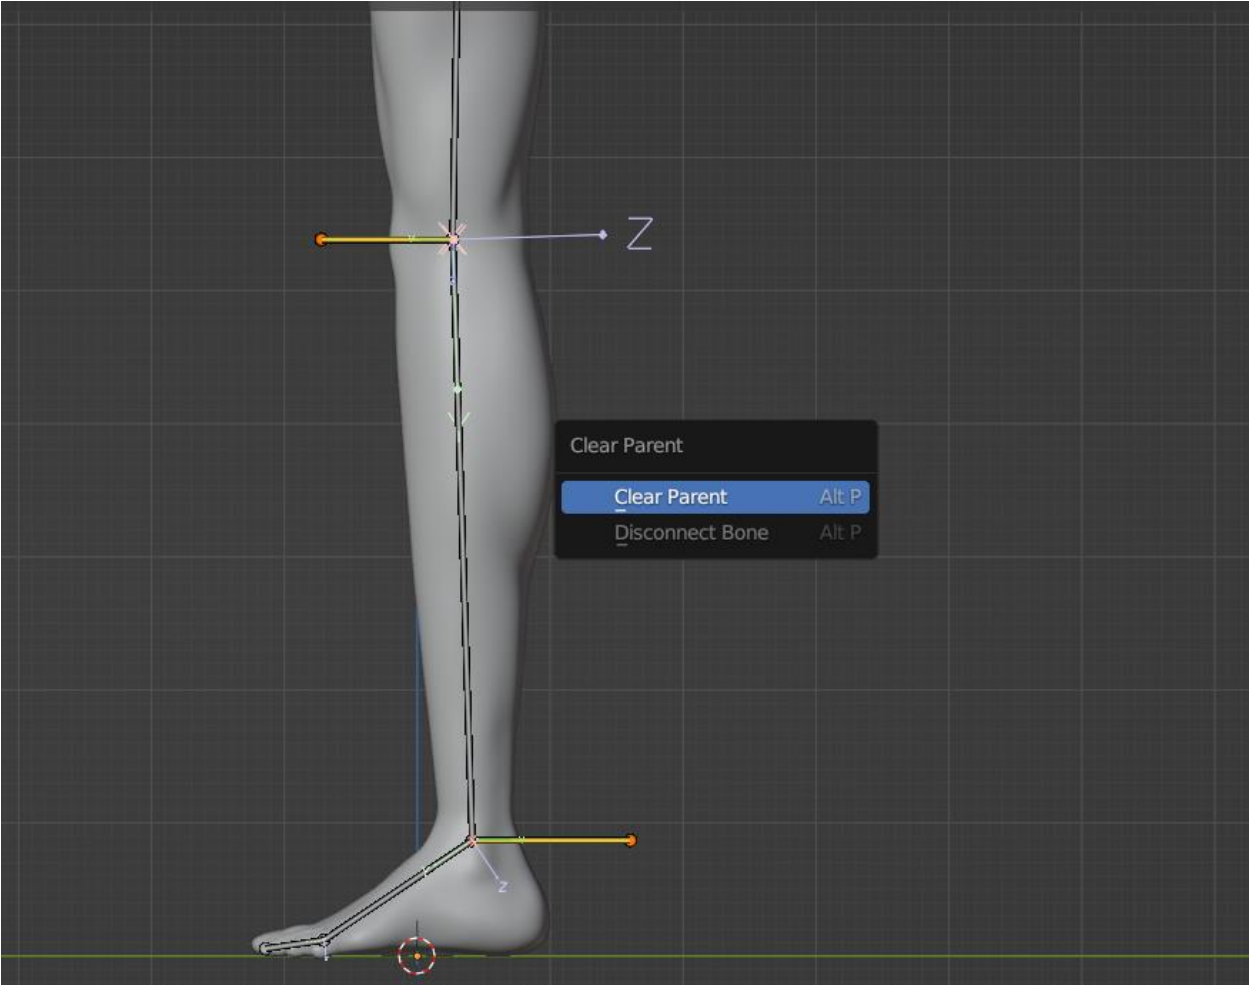 Z
Clear Parent
Clear Parent Alt P
Disconnect Bone Alt P
Y
z